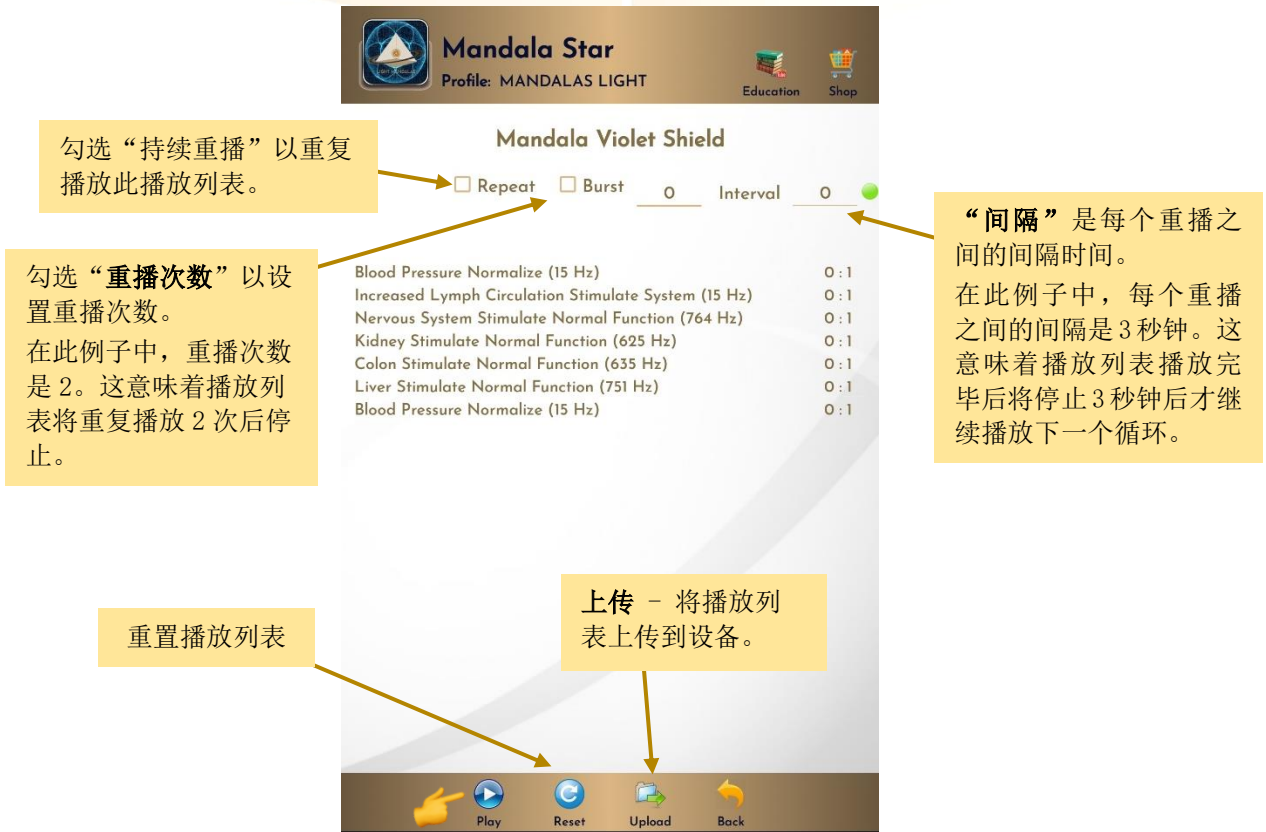 Mandala Star
Profile: MANDALAS LIGHT
Education
Shop
Mandala Violet Shield
Repeat
Burst
0
Interval
0
勾选“持续重播”以重复
播放此播放列表。
勾选“重播次数”以设
置重播次数。
在此例子中，重播次数
是 2。这意味着播放列
表将重复播放 2 次后停
止。
“间隔”是每个重播之
间的间隔时间。
在此例子中，每个重播
之间的间隔是 3 秒钟。这
意味着播放列表播放完
毕后将停止 3 秒钟后才继
续播放下一个循环。
Blood Pressure Normalize (15 Hz) 0 : 1
Increased Lymph Circulation Stimulate System (15 Hz) 0 : 1
Nervous System Stimulate Normal Function (764 Hz) 0 : 1
Kidney Stimulate Normal Function (625 Hz) 0 : 1
Colon Stimulate Normal Function (635 Hz) 0 : 1
Liver Stimulate Normal Function (751 Hz) 0 : 1
Blood Pressure Normalize (15 Hz) 0 : 1
重置播放列表
上传 - 将播放列
表上传到设备。
Play
Reset
Upload
Back